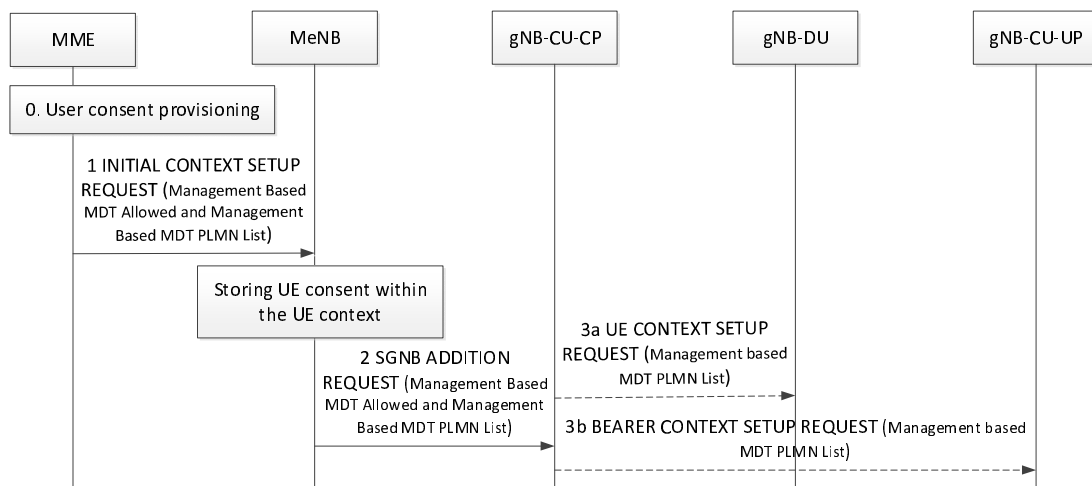 MME
MeNB
gNB-CU-CP
gNB-DU
gNB-CU-UP
0. User consent provisioning
1 INITIAL CONTEXT SETUP
REQUEST (Management Based
MDT Allowed and Management
Based MDT PLMN List)
Storing UE consent within
the UE context
2 SGNB ADDITION
REQUEST (Management Based
MDT Allowed and Management
Based MDT PLMN List)
3a UE CONTEXT SETUP
REQUEST (Management based
MDT PLMN List)
3b BEARER CONTEXT SETUP REQUEST (Management based
MDT PLMN List)